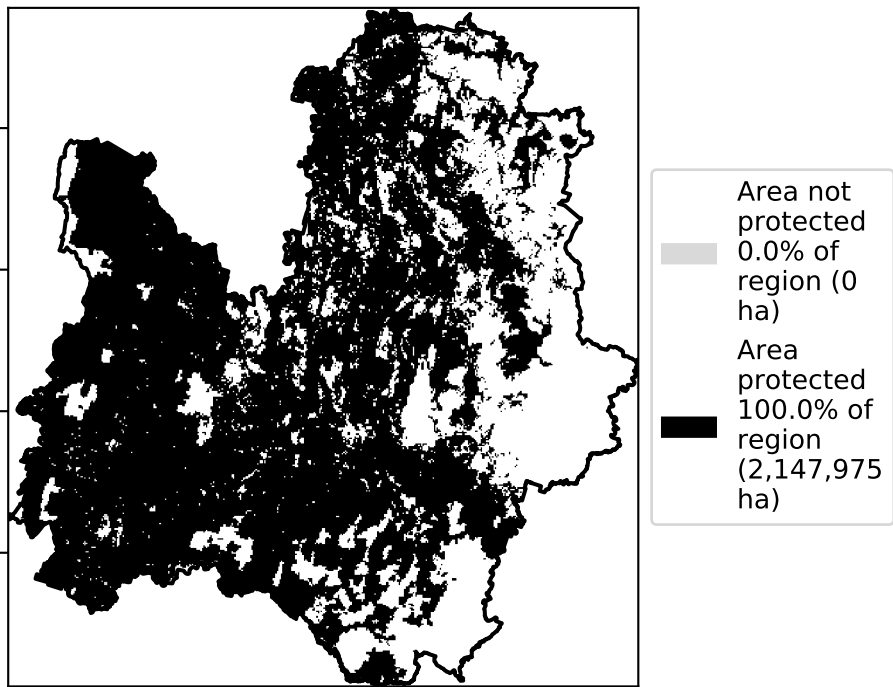 Area not
protected
0.0% of
region (0
ha)
Area
protected
100.0% of
region
(2,147,975
ha)